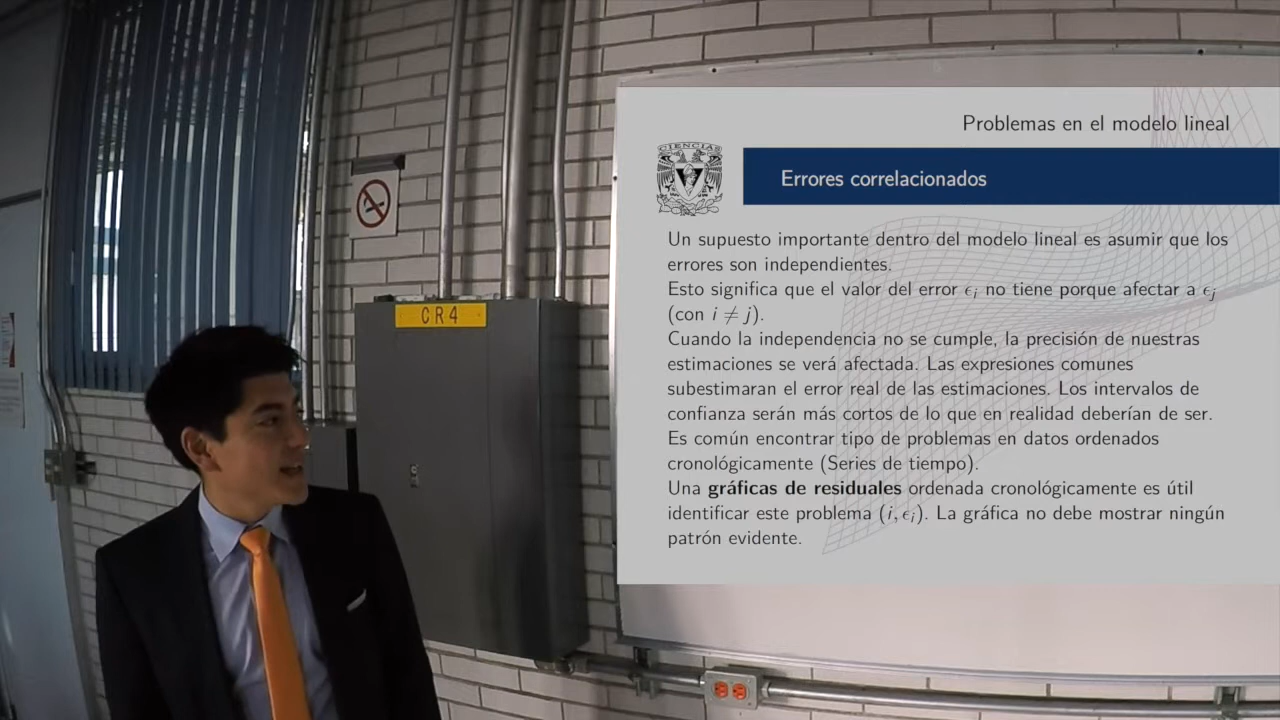 Problemas en el modelo lineal
CIENCIAS
Errores correlacionados
Un supuesto importante dentro del modelo lineal es asumir que los
errores son independientes.
Esto significa que el valor del error ϵᵢ no tiene porque afectar a ϵⱼ
(con i ≠ j).
Cuando la independencia no se cumple, la precisión de nuestras
estimaciones se verá afectada. Las expresiones comunes
subestimaran el error real de las estimaciones. Los intervalos de
confianza serán más cortos de lo que en realidad deberían de ser.
Es común encontrar tipo de problemas en datos ordenados
cronológicamente (Series de tiempo).
Una gráficas de residuales ordenada cronológicamente es útil
identificar este problema (i, ϵᵢ). La gráfica no debe mostrar ningún
patrón evidente.
CR4